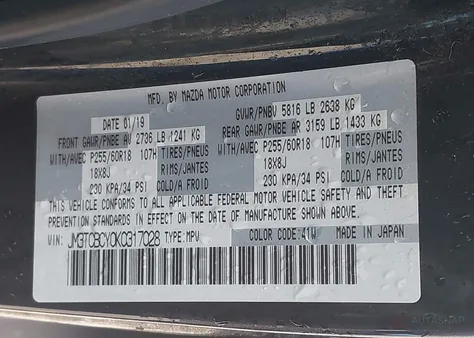 MFD. BY MAZDA MOTOR CORPORATION
DATE 01/19 GVWR/PNBV 5816 LB 2638 KG
FRONT GAWR/PNBE AV 2736 LB 1241 KG REAR GAWR/PNBE AR 3159 LB 1433 KG
WITH/AVEC P255/60R18 107H TIRES/PNEUS WITH/AVEC P255/60R18 107H TIRES/PNEUS
18X8J RIMS/JANTES 18X8J RIMS/JANTES
230 KPA/34 PSI COLD/A FROID 230 KPA/34 PSI COLD/A FROID
THIS VEHICLE CONFORMS TO ALL APPLICABLE FEDERAL MOTOR VEHICLE SAFETY AND THEFT
PREVENTION STANDARDS IN EFFECT ON THE DATE OF MANUFACTURE SHOWN ABOVE.
VIN: JM3TCBCY0K0317028 TYPE: MPV COLOR CODE: 41W MADE IN JAPAN